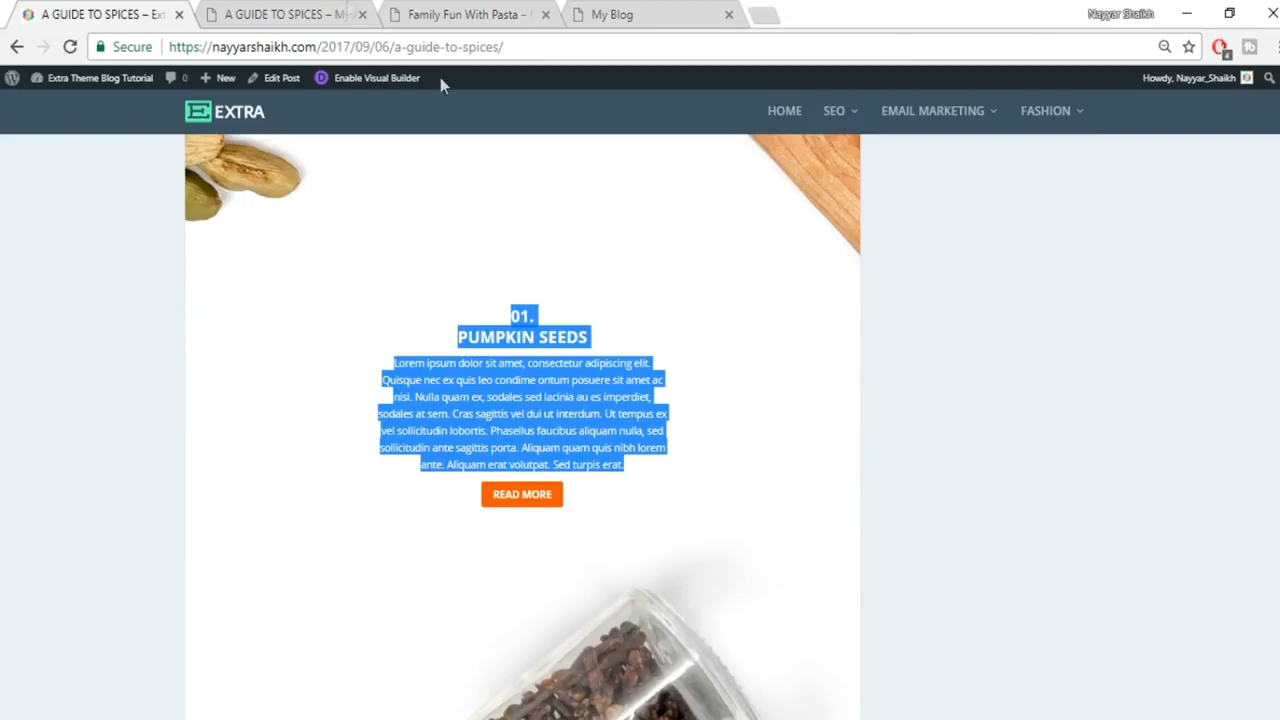 A GUIDE TO SPICES – Ext
A GUIDE TO SPICES – My
Family Fun With Pasta –
My Blog
Nayyar Shaikh
Secure
https://nayyarshaikh.com/2017/09/06/a-guide-to-spices/
4
Extra Theme Blog Tutorial
0
New
Edit Post
D
Enable Visual Builder
Howdy, Nayyar_Shaikh
E EXTRA
HOME
SEO
EMAIL MARKETING
FASHION
01.
PUMPKIN SEEDS
Lorem ipsum dolor sit amet, consectetur adipiscing elit.
Quisque nec ex quis leo condime ontum posuere sit amet ac
nisi. Nulla quam ex, sodales sed lacinia au es imperdiet,
sodales at sem. Cras sagittis vel dui ut interdum. Ut tempus ex
vel sollicitudin lobortis. Phasellus faucibus aliquam nulla, sed
sollicitudin ante sagittis porta. Aliquam quam quis nibh lorem
ante. Aliquam erat volutpat. Sed turpis erat.
READ MORE